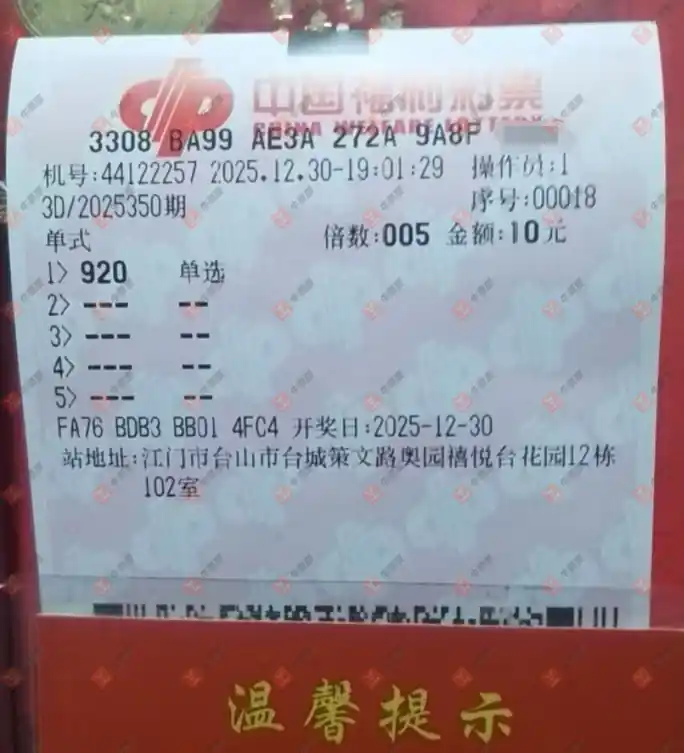 中国福利彩票
CHINA WELFARE LOTTERY
3308 BA99 AE3A 272A 9A8F
机号:44122257 2025.12.30-19:01:29 操作员:1
3D/2025350期 序号:00018
单式 倍数:005 金额:10元
1> 920 单选
2> --- --
3> --- --
4> --- --
5> --- --
FA76 BDB3 BB01 4FC4 开奖日:2025-12-30
站地址:江门市台山市台城策文路奥园禧悦台花园12栋
102室
温馨提示